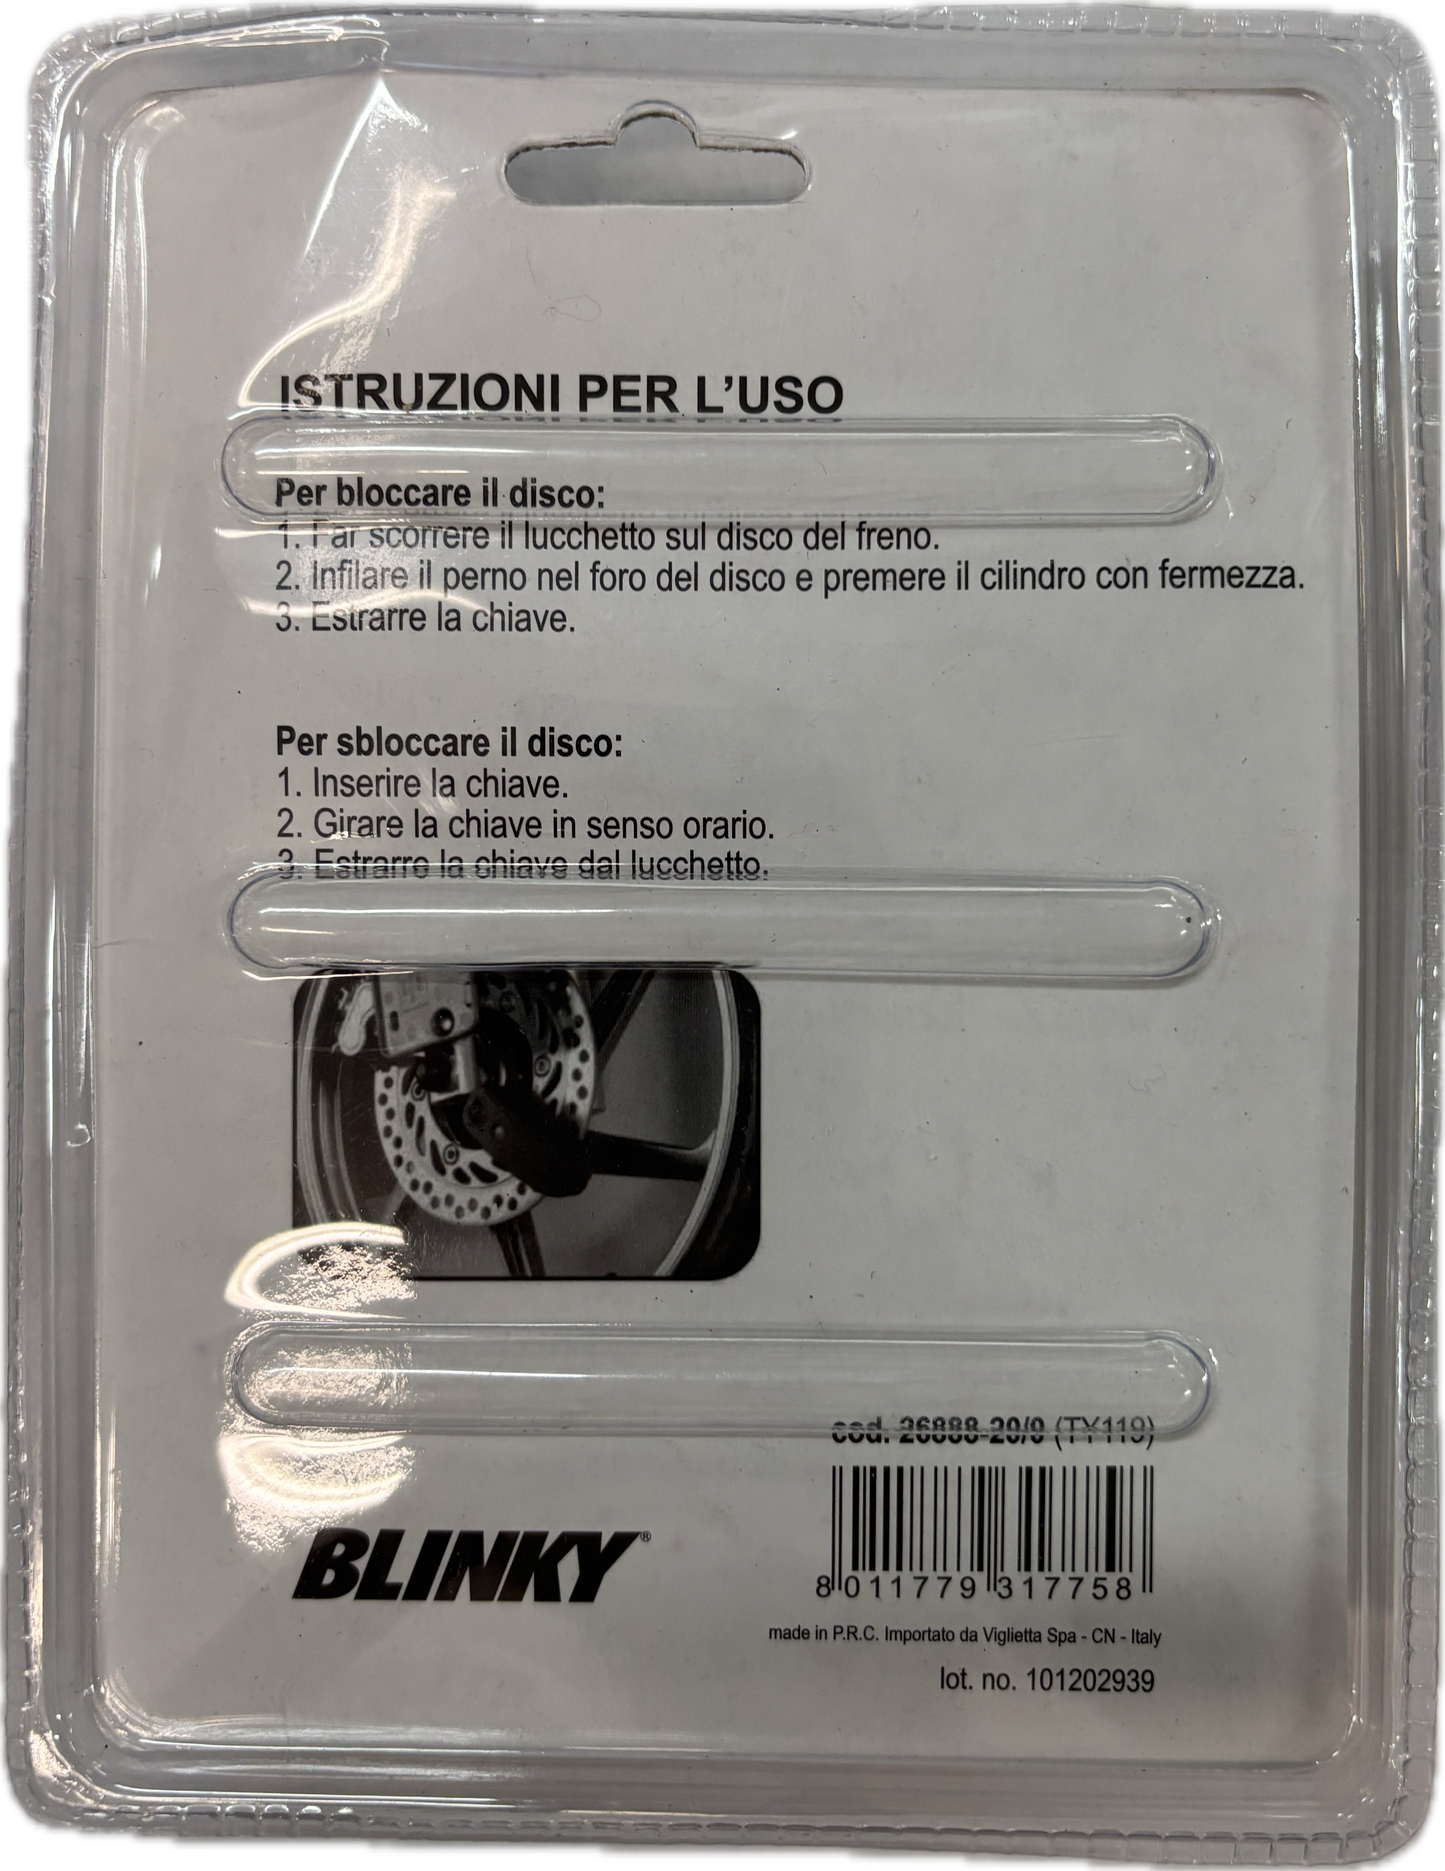 ISTRUZIONI PER L'USO
Per bloccare il disco:
1. Far scorrere il lucchetto sul disco del freno.
2. Infilare il perno nel foro del disco e premere il cilindro con fermezza.
3. Estrarre la chiave.
Per sbloccare il disco:
1. Inserire la chiave.
2. Girare la chiave in senso orario.
3. Estrarre la chiave dal lucchetto.
cod. 26888-20/0 (TY119)
BLINKY®
8 011779 317758
made in P.R.C. Importato da Viglietta Spa - CN - Italy
lot. no. 101202939